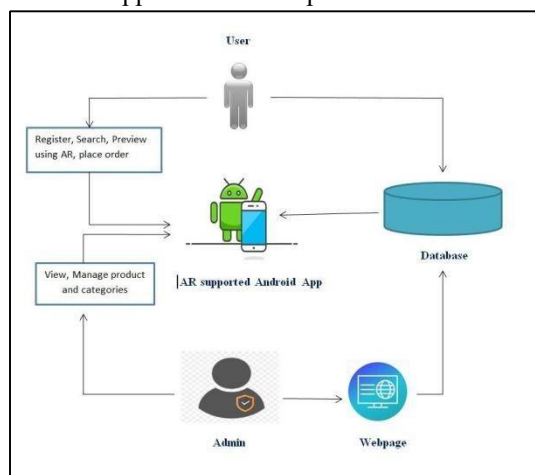 User
Register, Search, Preview
using AR, place order
View, Manage product
and categories
AR supported Android App
Database
Admin
Webpage